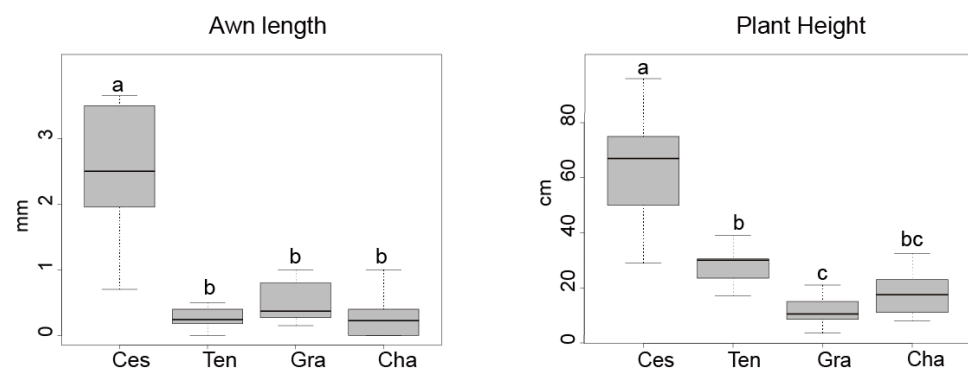 Awn length
a
b
b
b
mm
0
1
2
3
Ces
Ten
Gra
Cha
Plant Height
a
b
c
bc
cm
0
20
40
60
80
Ces
Ten
Gra
Cha